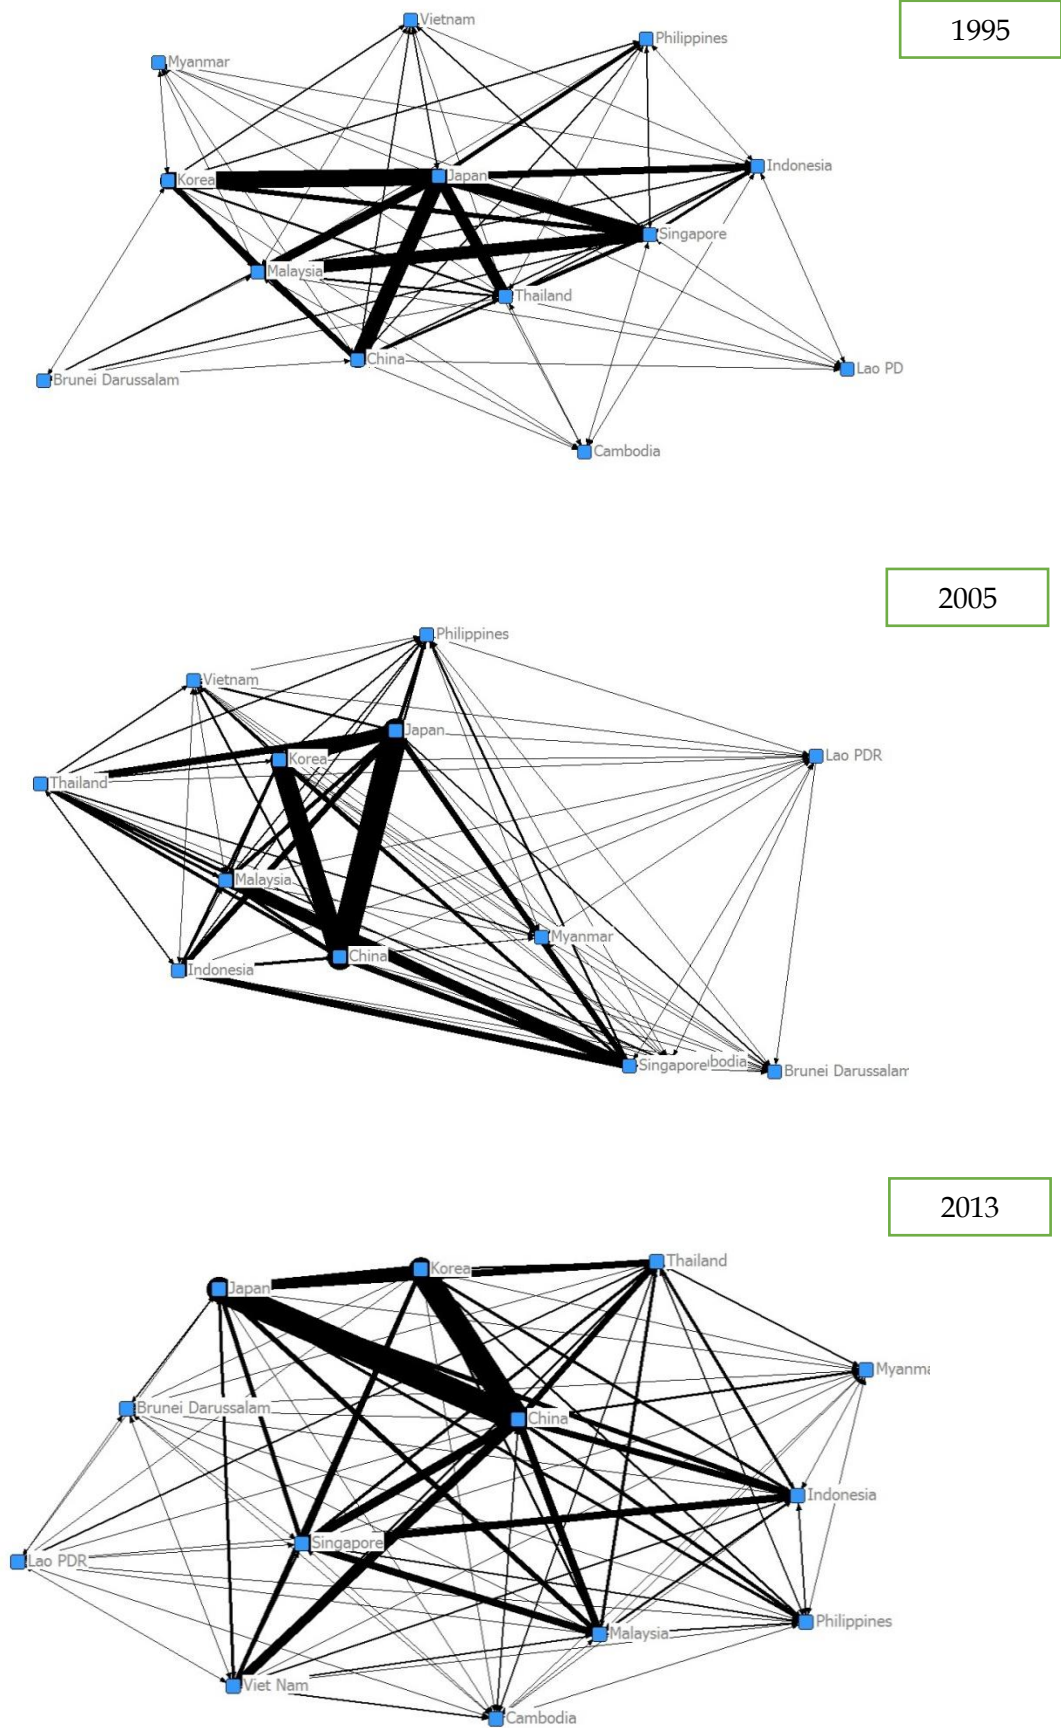 1995
Vietnam
Philippines
Myanmar
Indonesia
Korea
Japan
Singapore
Malaysia
Thailand
China
Lao PD
Brunei Darussalam
Cambodia
2005
Philippines
Vietnam
Japan
Korea
Lao PDR
Thailand
Malaysia
Myanmar
China
Indonesia
Singapore
bodia
Brunei Darussalam
2013
Thailand
Korea
Japan
Myanma
Brunei Darussalam
China
Indonesia
Singapore
Lao PDR
Philippines
Malaysia
Viet Nam
Cambodia